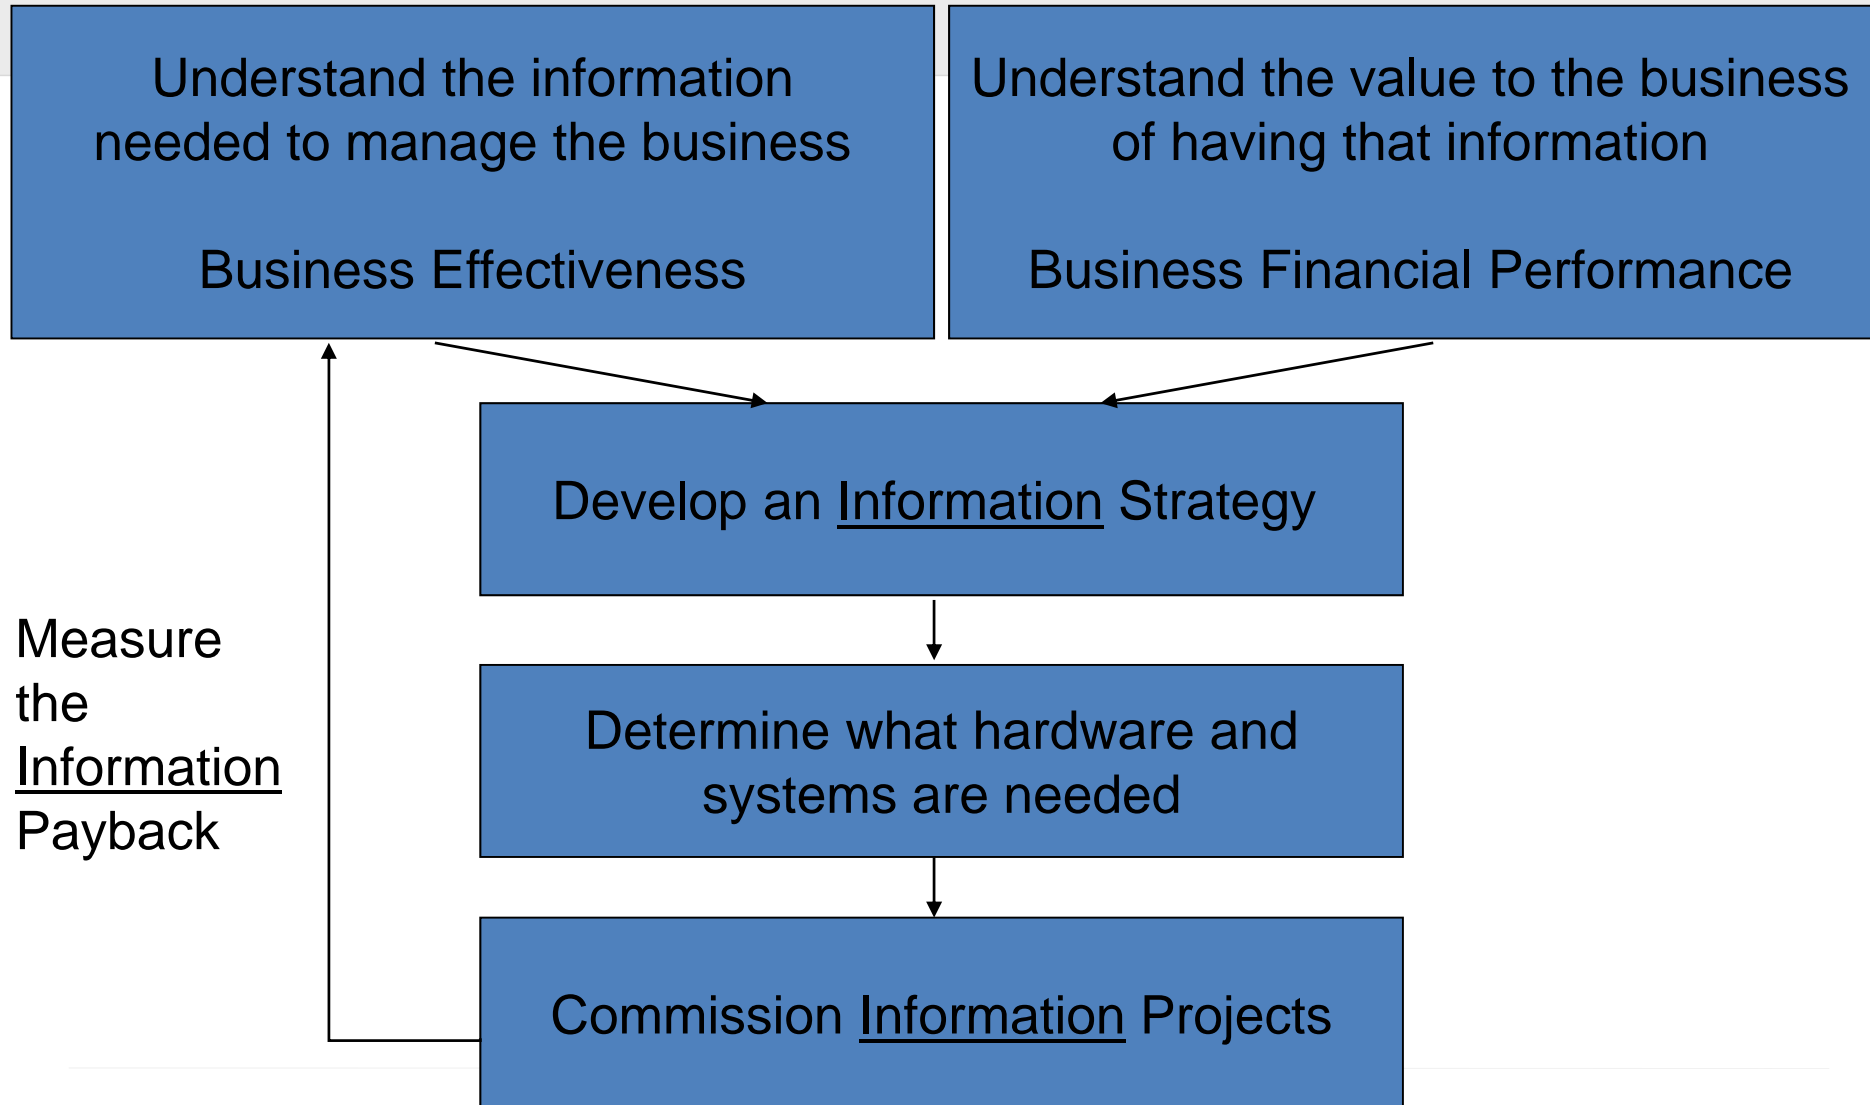 Understand the information
needed to manage the business
Business Effectiveness
Understand the value to the business
of having that information
Business Financial Performance
Develop an Information Strategy
Measure
the
Information
Payback
Determine what hardware and
systems are needed
Commission Information Projects